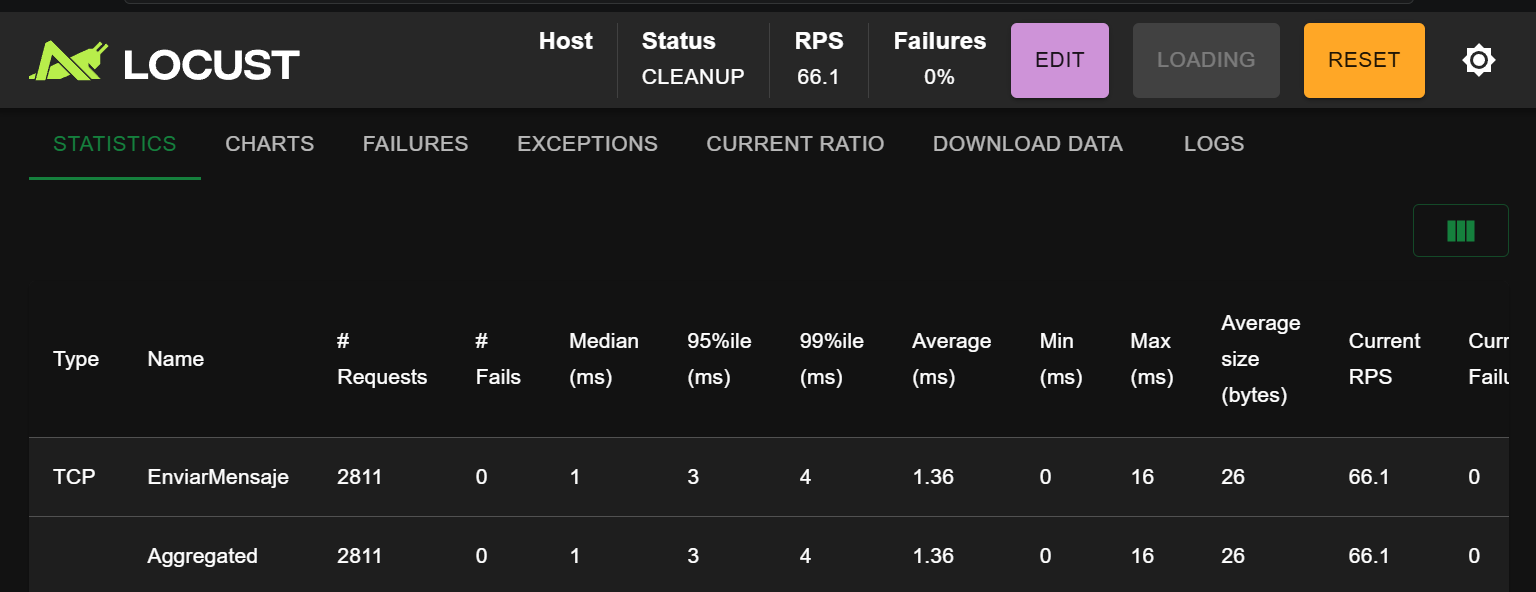 LOCUST
Host
Status
CLEANUP
RPS
66.1
Failures
0%
EDIT
LOADING
RESET
STATISTICS CHARTS FAILURES EXCEPTIONS CURRENT RATIO DOWNLOAD DATA LOGS
Type
Name
#
Requests
#
Fails
Median
(ms)
95%ile
(ms)
99%ile
(ms)
Average
(ms)
Min
(ms)
Max
(ms)
Average
size
(bytes)
Current
RPS
Curr
Failu
TCP EnviarMensaje 2811 0 1 3 4 1.36 0 16 26 66.1 0
Aggregated 2811 0 1 3 4 1.36 0 16 26 66.1 0